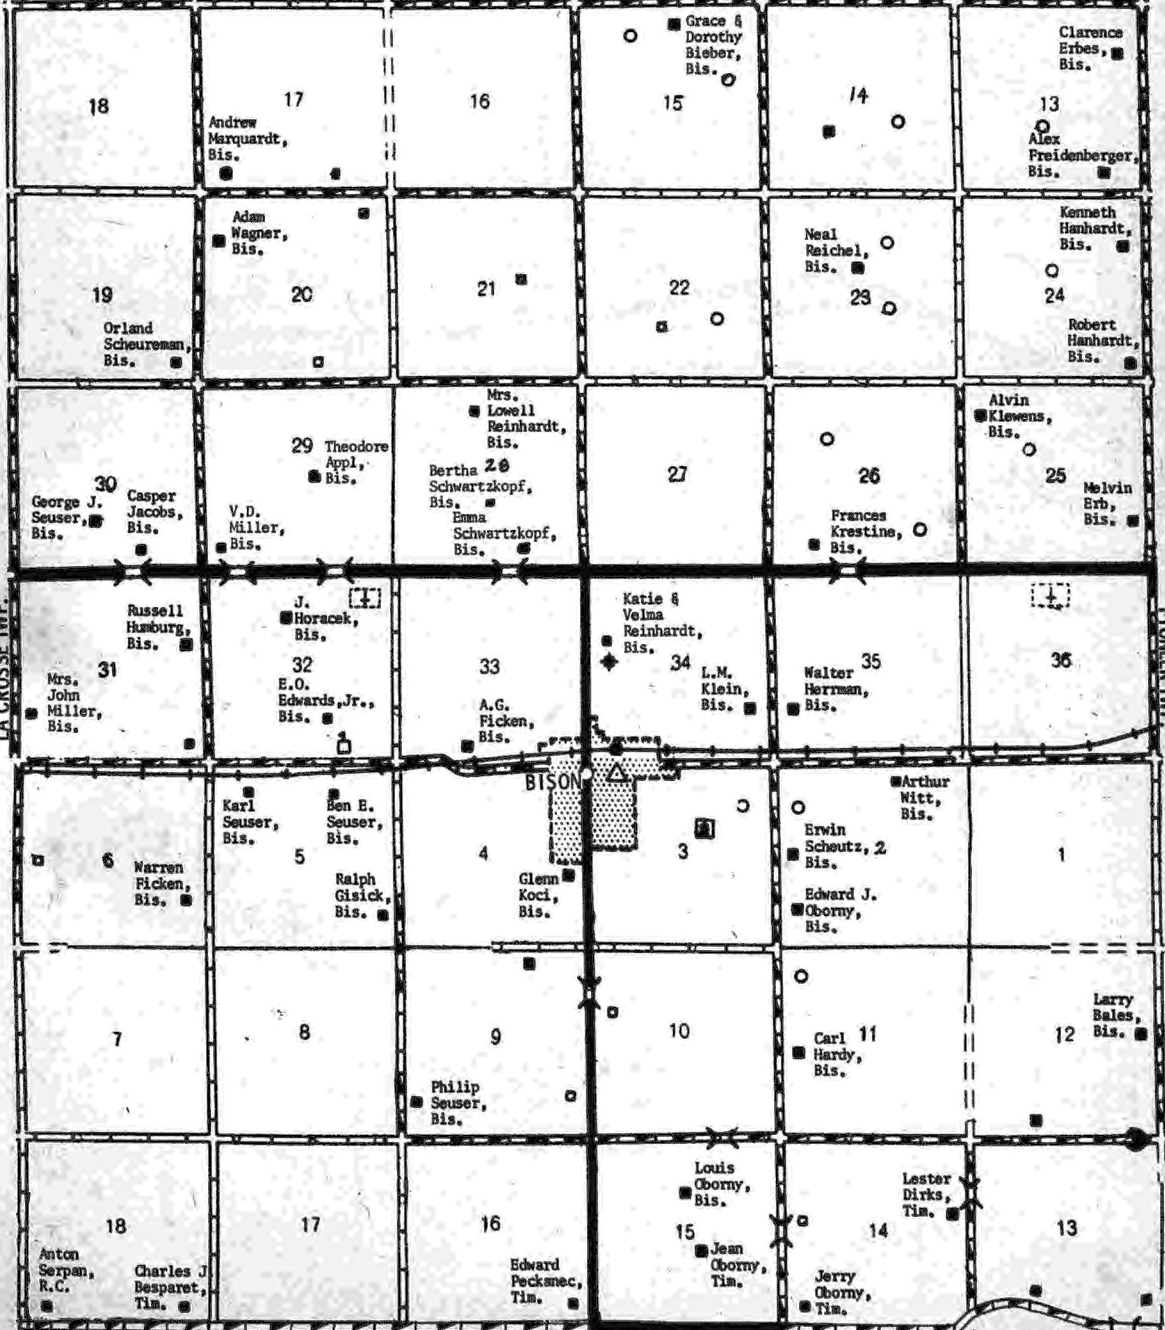 Grace &
Dorothy
Bieber,
Bis.
Clarence
Erbes,
Bis.
18
17
16
15
14
13
Andrew
Marquardt,
Bis.
Alex
Freidenberger,
Bis.
Adam
Wagner,
Bis.
Neal
Reichel,
Bis.
Kenneth
Hanhardt,
Bis.
19
20
21
22
23
24
Orland
Scheureman,
Bis.
Robert
Hanhardt,
Bis.
Mrs.
Lowell
Reinhardt,
Bis.
Alvin
Klewens,
Bis.
29
Theodore
Appl,
Bis.
Bertha 28
Schwartzkopf,
Bis.
27
26
25
30
George J.
Seuser,
Bis.
Casper
Jacobs,
Bis.
V.D.
Miller,
Bis.
Emma
Schwartzkopf,
Bis.
Frances
Krestine,
Bis.
Melvin
Erb,
Bis.
LA CROSSE TWP.
Russell
Humburg,
Bis.
J.
Horacek,
Bis.
Katie &
Velma
Reinhardt,
Bis.
31
32
33
34
35
36
Mrs.
John
Miller,
Bis.
E.O.
Edwards,Jr.,
Bis.
A.G.
Ficken,
Bis.
L.M.
Klein,
Bis.
Walter
Herrman,
Bis.
BISON
Karl
Seuser,
Bis.
Ben E.
Seuser,
Bis.
Arthur
Witt,
Bis.
Erwin
Scheutz, 2
Bis.
6
5
4
3
1
Warren
Ficken,
Bis.
Ralph
Gisick,
Bis.
Glenn
Koci,
Bis.
Edward J.
Oborny,
Bis.
7
8
9
10
11
12
Larry
Bales,
Bis.
Carl
Hardy,
Bis.
Philip
Seuser,
Bis.
Louis
Oborny,
Bis.
Lester
Dirks,
Tim.
18
17
16
15
14
13
Anton
Serpan,
R.C.
Charles J
Besparet,
Tim.
Edward
Pecksnec,
Tim.
Jean
Oborny,
Tim.
Jerry
Oborny,
Tim.